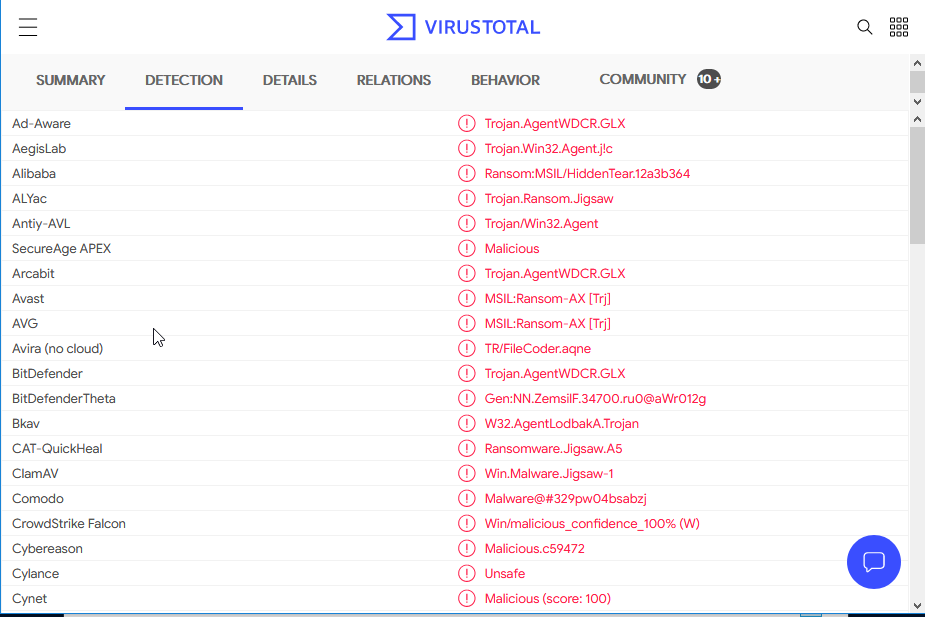 VIRUSTOTAL
SUMMARY DETECTION DETAILS RELATIONS BEHAVIOR COMMUNITY 10+
Ad-Aware Trojan.AgentWDCR.GLX
AegisLab Trojan.Win32.Agent.j!c
Alibaba Ransom:MSIL/HiddenTear.12a3b364
ALYac Trojan.Ransom.Jigsaw
Antiy-AVL Trojan/Win32.Agent
SecureAge APEX Malicious
Arcabit Trojan.AgentWDCR.GLX
Avast MSIL:Ransom-AX [Trj]
AVG MSIL:Ransom-AX [Trj]
Avira (no cloud) TR/FileCoder.aqne
BitDefender Trojan.AgentWDCR.GLX
BitDefenderTheta Gen:NN.ZemsilF.34700.ru0@aWr012g
Bkav W32.AgentLodbakA.Trojan
CAT-QuickHeal Ransomware.Jigsaw.A5
ClamAV Win.Malware.Jigsaw-1
Comodo Malware@#329pw04bsabzj
CrowdStrike Falcon Win/malicious_confidence_100% (W)
Cybereason Malicious.c59472
Cylance Unsafe
Cynet Malicious (score: 100)